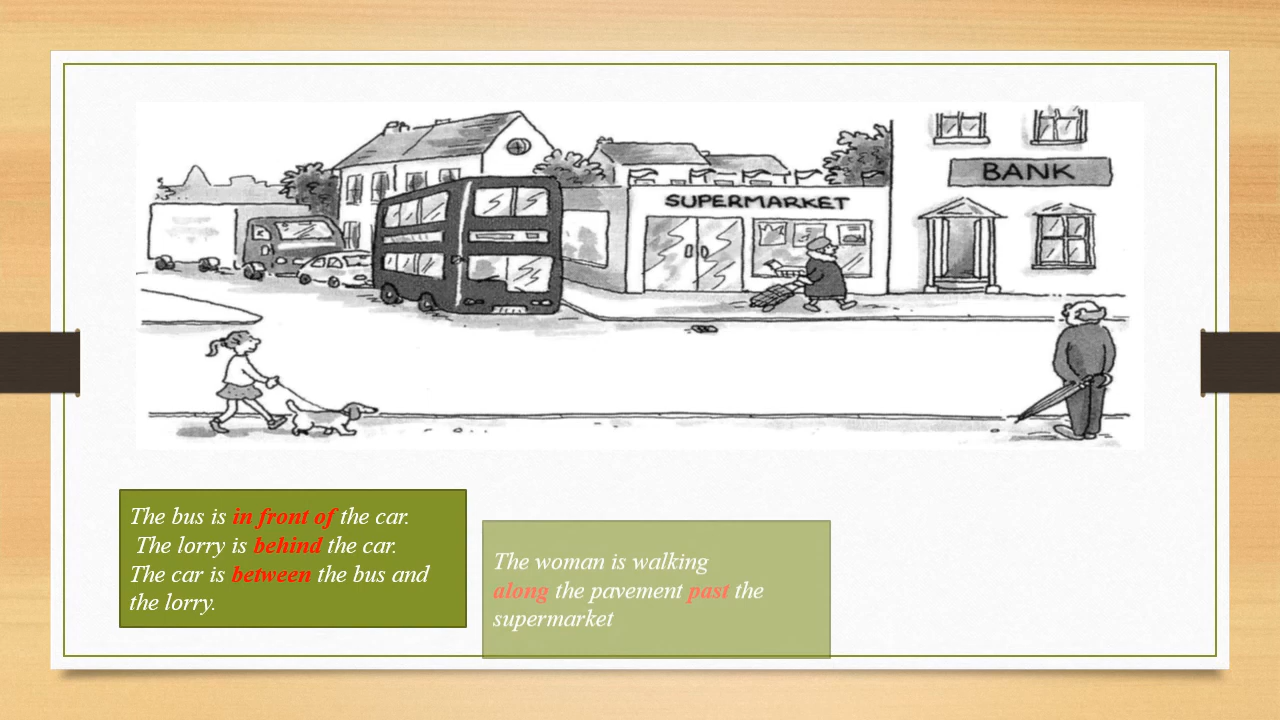 BANK
SUPERMARKET
The bus is in front of the car.
The lorry is behind the car.
The car is between the bus and
the lorry.
The woman is walking
along the pavement past the
supermarket